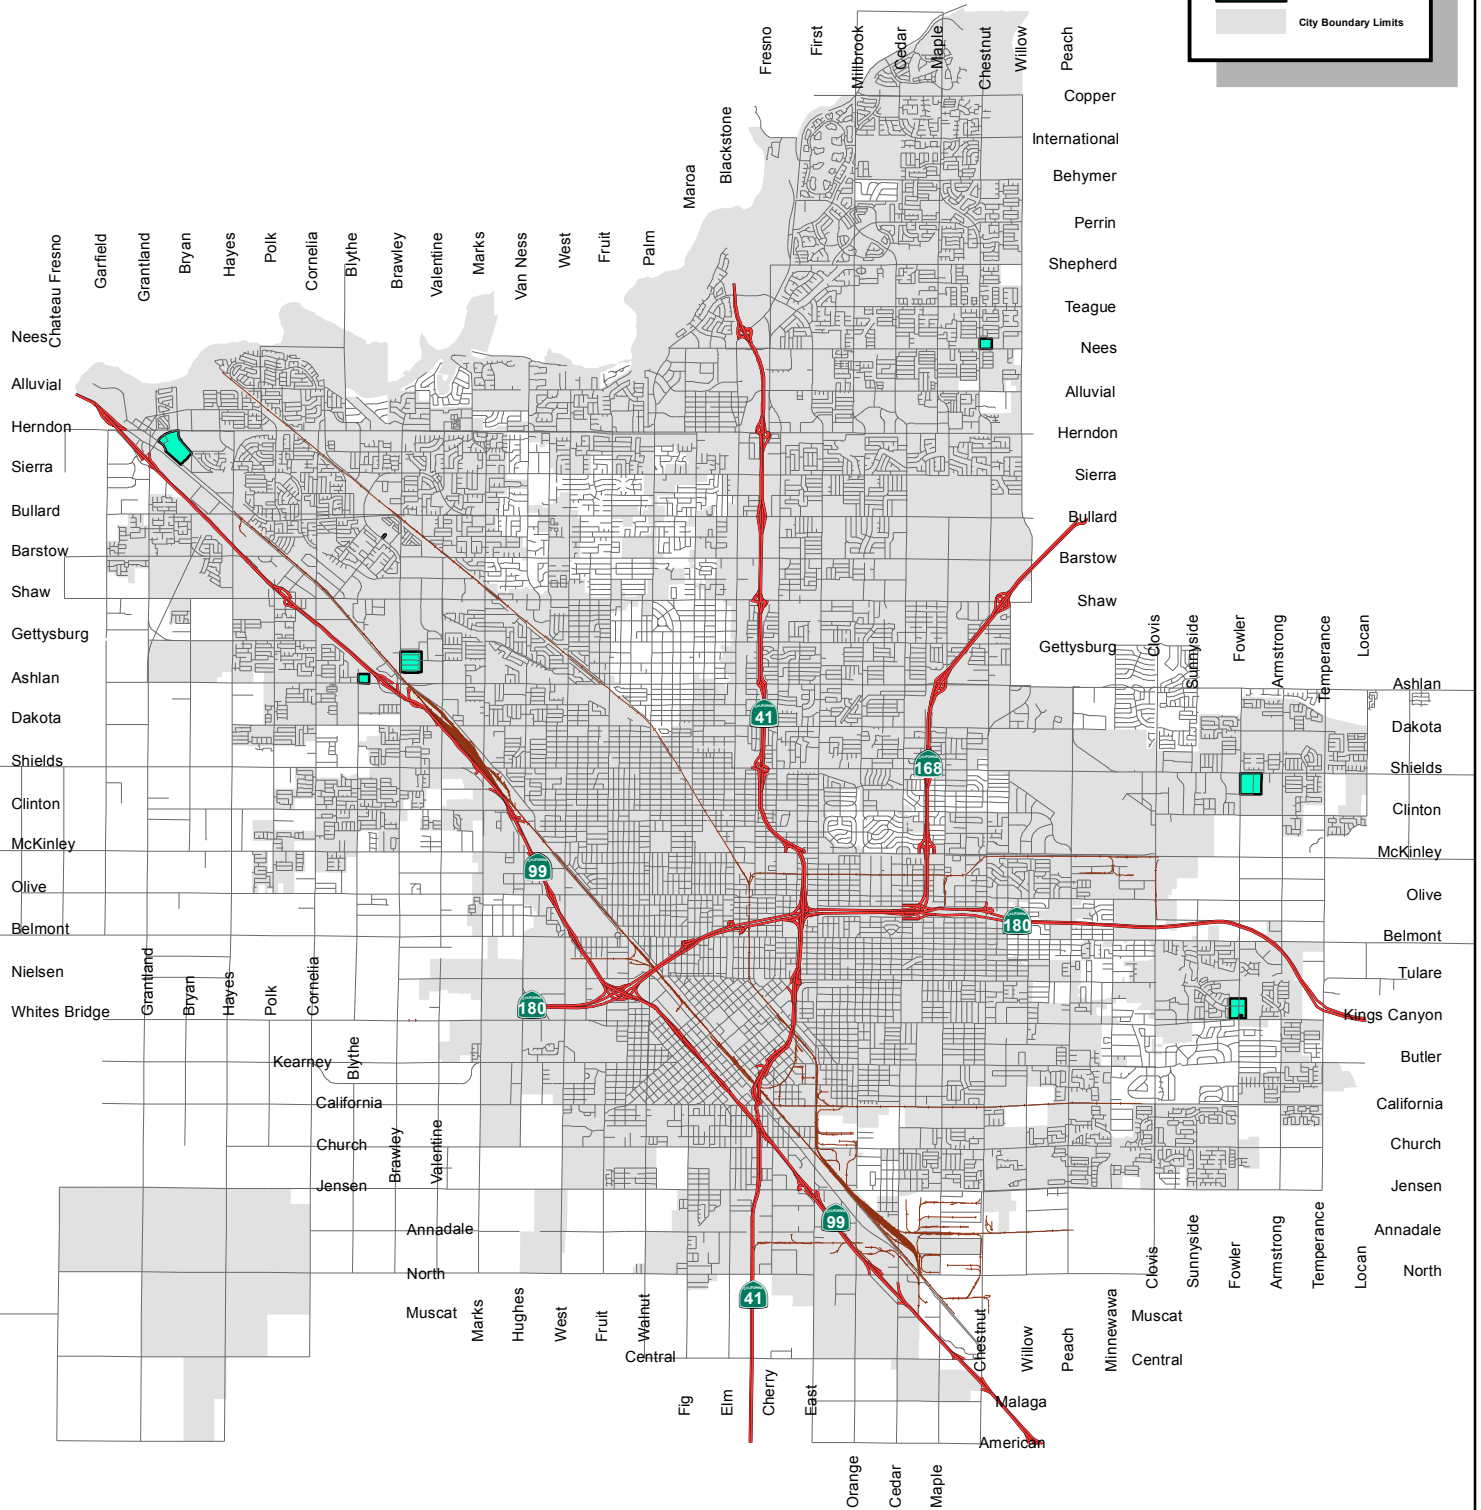 City Boundary Limits
Fresno
First
Millbrook
Cedar
Maple
Chestnut
Willow
Peach
Copper
International
Behymer
Perrin
Shepherd
Teague
Nees
Alluvial
Herndon
Sierra
Bullard
Barstow
Shaw
Gettysburg
Blackstone
Maroa
Chateau Fresno
Garfield
Grantland
Bryan
Hayes
Polk
Cornelia
Blythe
Brawley
Valentine
Marks
Van Ness
West
Fruit
Palm
Nees
Alluvial
Herndon
Sierra
Bullard
Barstow
Shaw
Gettysburg
Ashlan
Dakota
Shields
Clinton
McKinley
Olive
Belmont
Nielsen
Whites Bridge
Clovis
Sunnyside
Fowler
Armstrong
Temperance
Locan
Ashlan
Dakota
Shields
Clinton
McKinley
Olive
Belmont
Tulare
Kings Canyon
Butler
California
Church
Jensen
Annadale
North
CALIFORNIA
41
CALIFORNIA
168
CALIFORNIA
99
CALIFORNIA
180
CALIFORNIA
180
CALIFORNIA
99
CALIFORNIA
41
Grantland
Bryan
Hayes
Polk
Cornelia
Kearney
Blythe
California
Church
Brawley
Valentine
Jensen
Annadale
North
Muscat
Marks
Hughes
West
Fruit
Walnut
Central
Fig
Elm
Cherry
East
Orange
Cedar
Maple
Chestnut
Willow
Peach
Minnewawa
Muscat
Central
Malaga
American
Clovis
Sunnyside
Fowler
Armstrong
Temperance
Locan